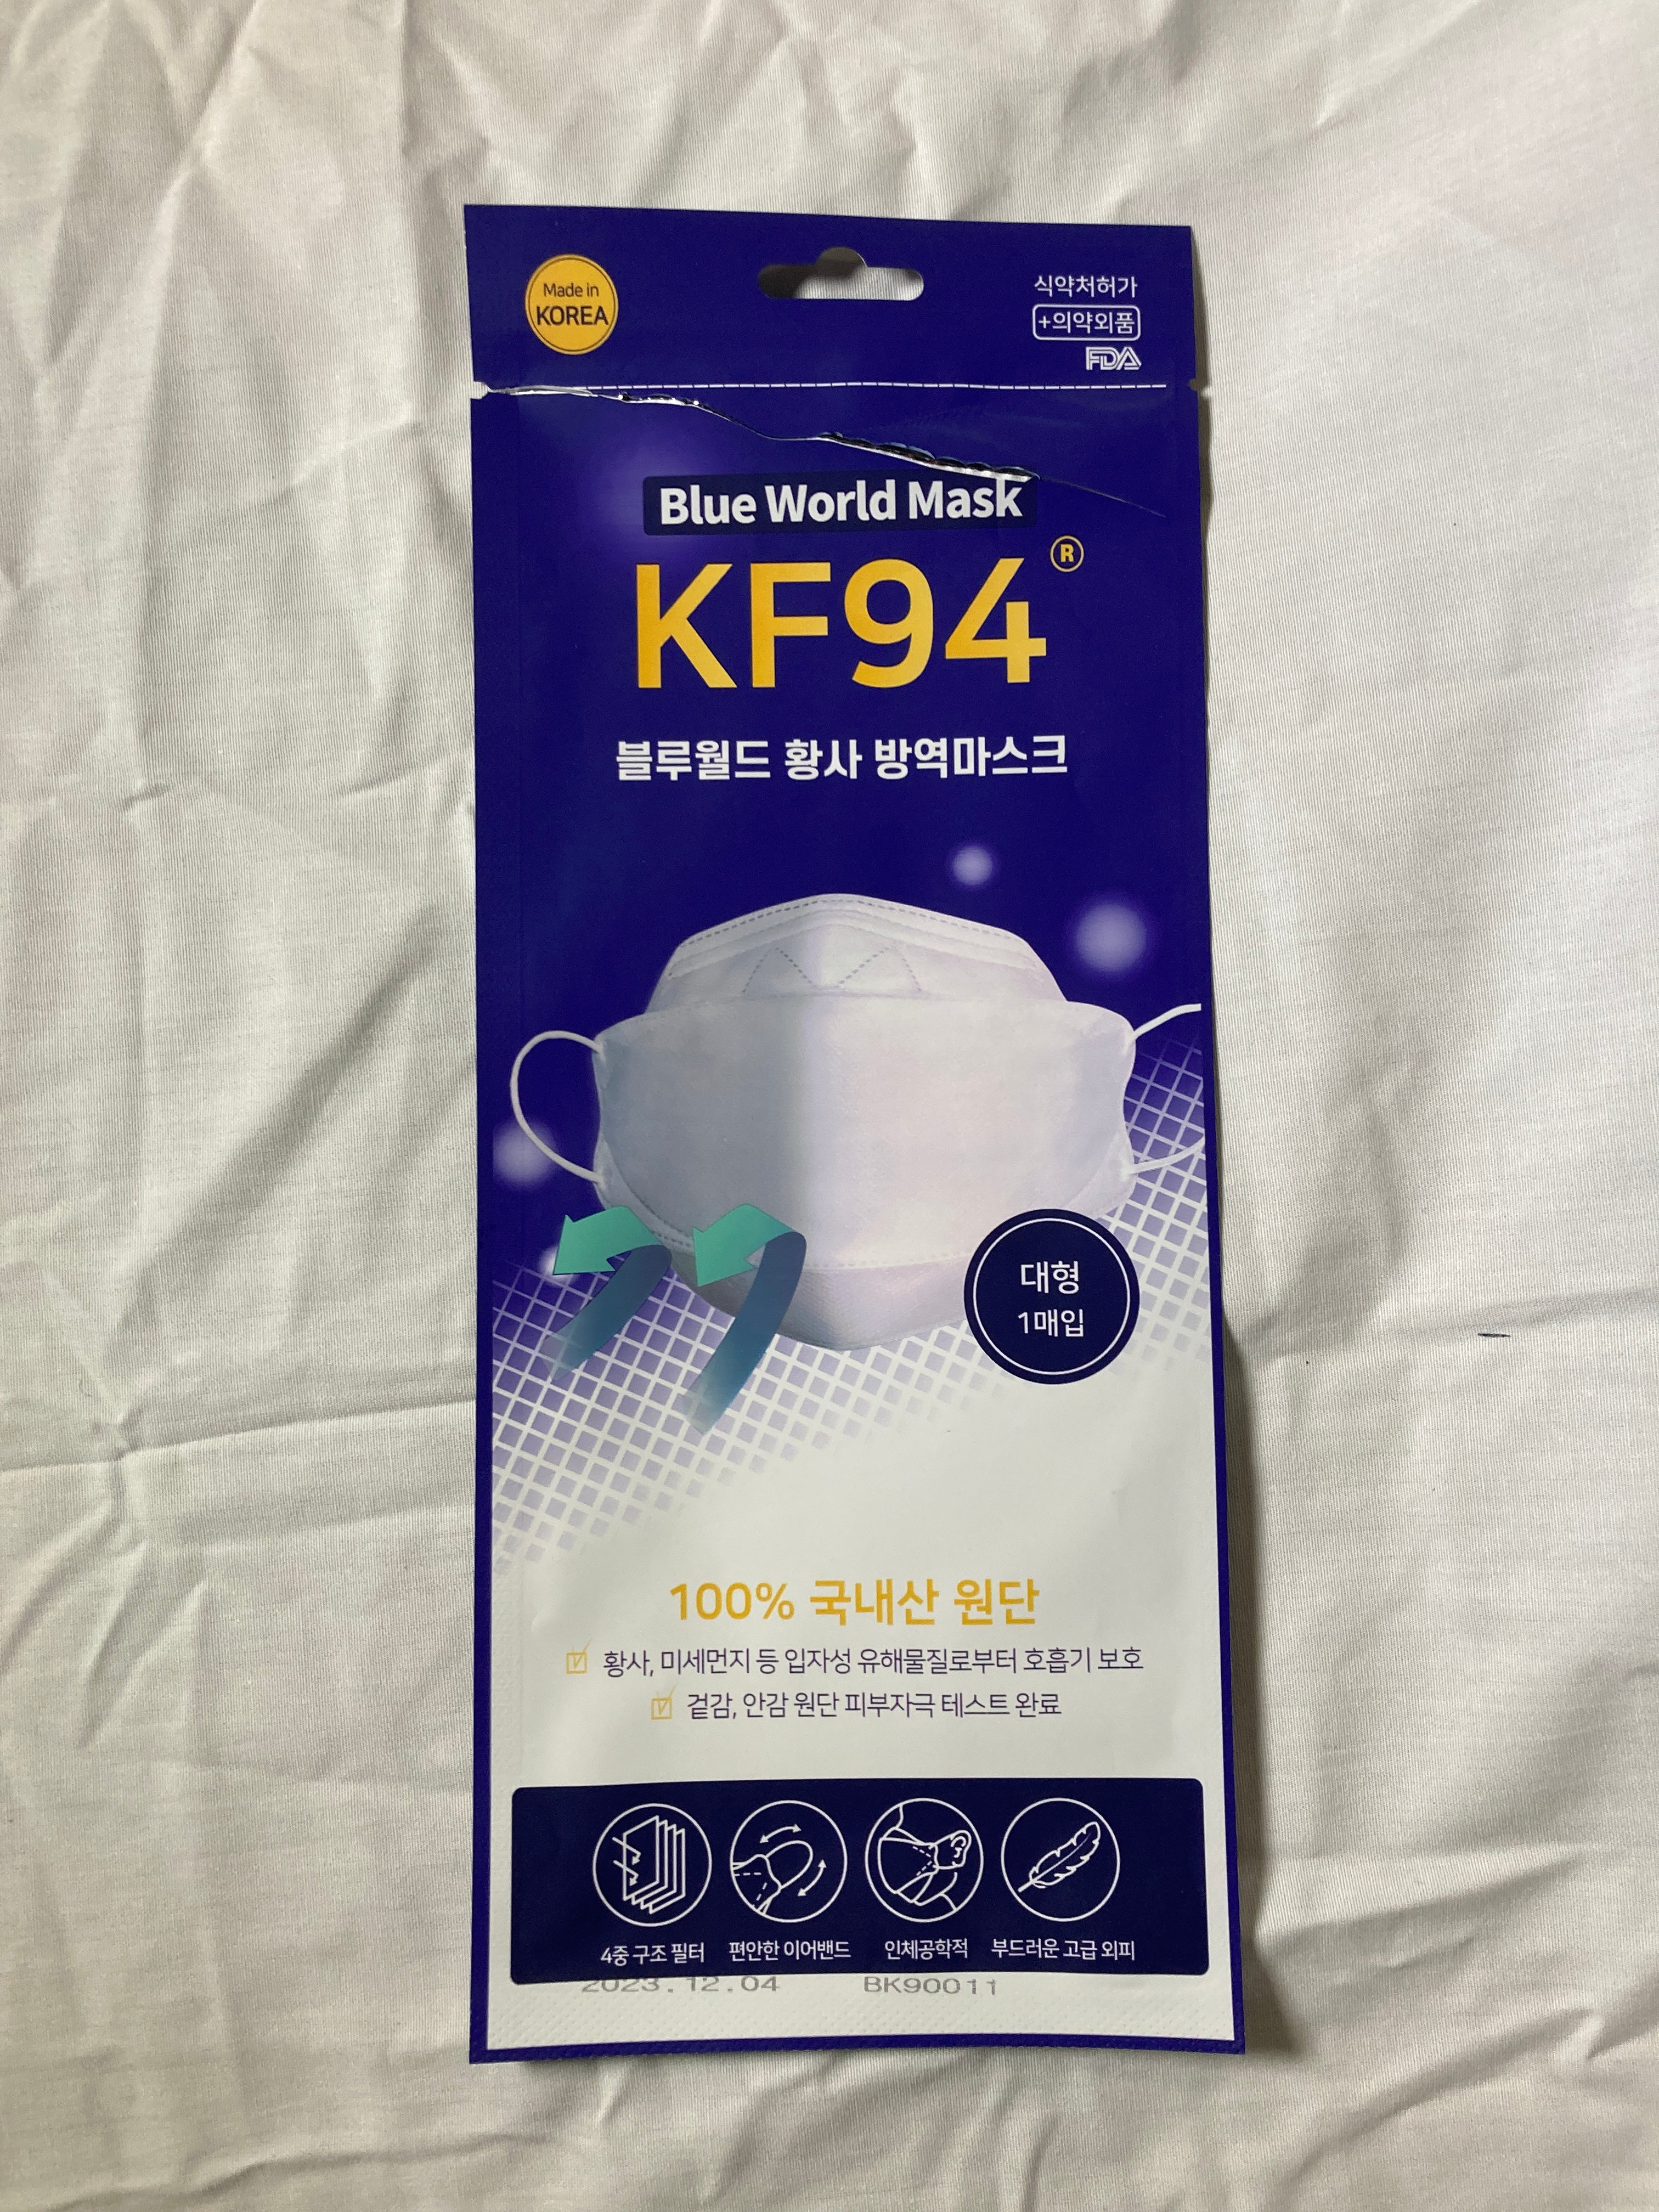 Made in
KOREA
식약처허가
+의약외품
FDA
Blue World Mask
KF94®
블루월드 황사 방역마스크
대형
1매입
100% 국내산 원단
황사, 미세먼지 등 입자성 유해물질로부터 호흡기 보호
겉감, 안감 원단 피부자극 테스트 완료
4중 구조 필터 편안한 이어밴드 인체공학적 부드러운 고급 외피
2023.12.04 BK90011